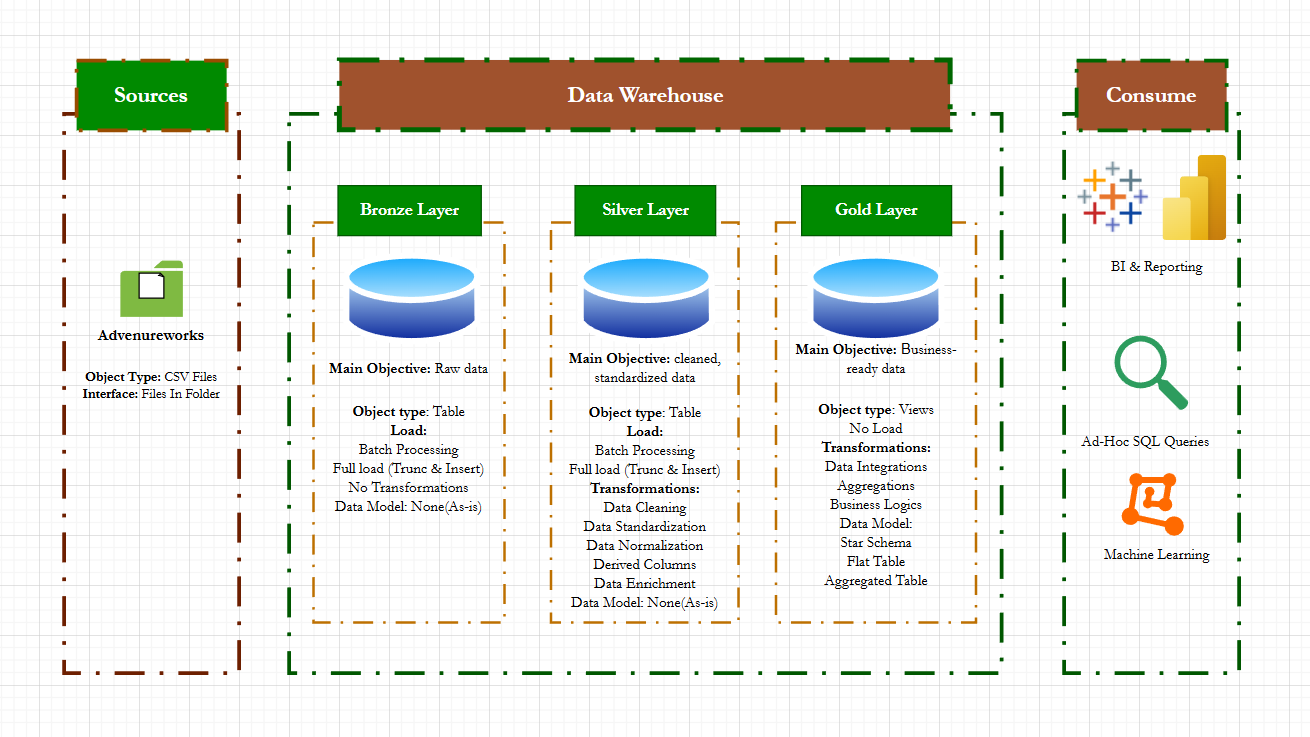 Sources
Data Warehouse
Consume
Advenureworks
Object Type: CSV Files
Interface: Files In Folder
Bronze Layer
Main Objective: Raw data
Object type: Table
Load:
Batch Processing
Full load (Trunc & Insert)
No Transformations
Data Model: None(As-is)
Silver Layer
Main Objective: cleaned,
standardized data
Object type: Table
Load:
Batch Processing
Full load (Trunc & Insert)
Transformations:
Data Cleaning
Data Standardization
Data Normalization
Derived Columns
Data Enrichment
Data Model: None(As-is)
Gold Layer
Main Objective: Business-
ready data
Object type: Views
No Load
Transformations:
Data Integrations
Aggregations
Business Logics
Data Model:
Star Schema
Flat Table
Aggregated Table
BI & Reporting
Ad-Hoc SQL Queries
Machine Learning